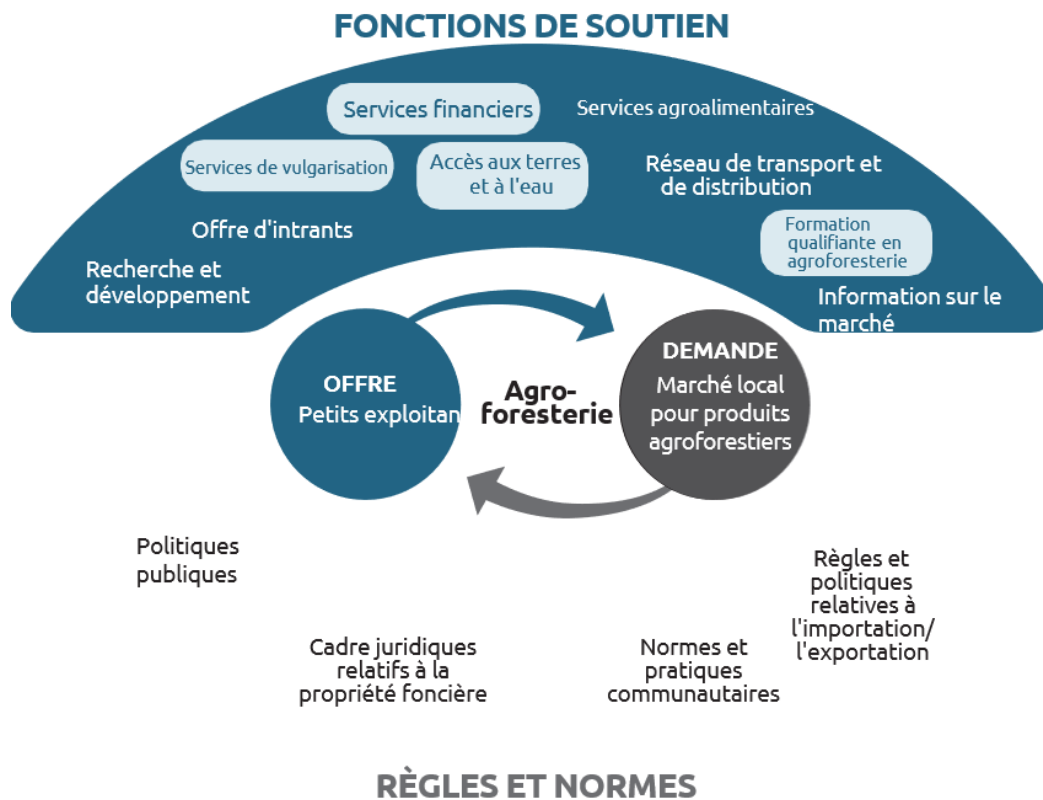 FONCTIONS DE SOUTIEN
Services financiers
Services agroalimentaires
Services de vulgarisation
Accès aux terres
et à l'eau
Réseau de transport et
de distribution
Offre d'intrants
Formation
qualifiante en
agroforesterie
Recherche et
développement
Information sur le
marché
OFFRE
Petits exploitan
Agro-
foresterie
DEMANDE
Marché local
pour produits
agroforestiers
Politiques
publiques
Règles et
politiques
relatives à
l'importation/
l'exportation
Cadre juridiques
relatifs à la
propriété foncière
Normes et
pratiques
communautaires
RÈGLES ET NORMES